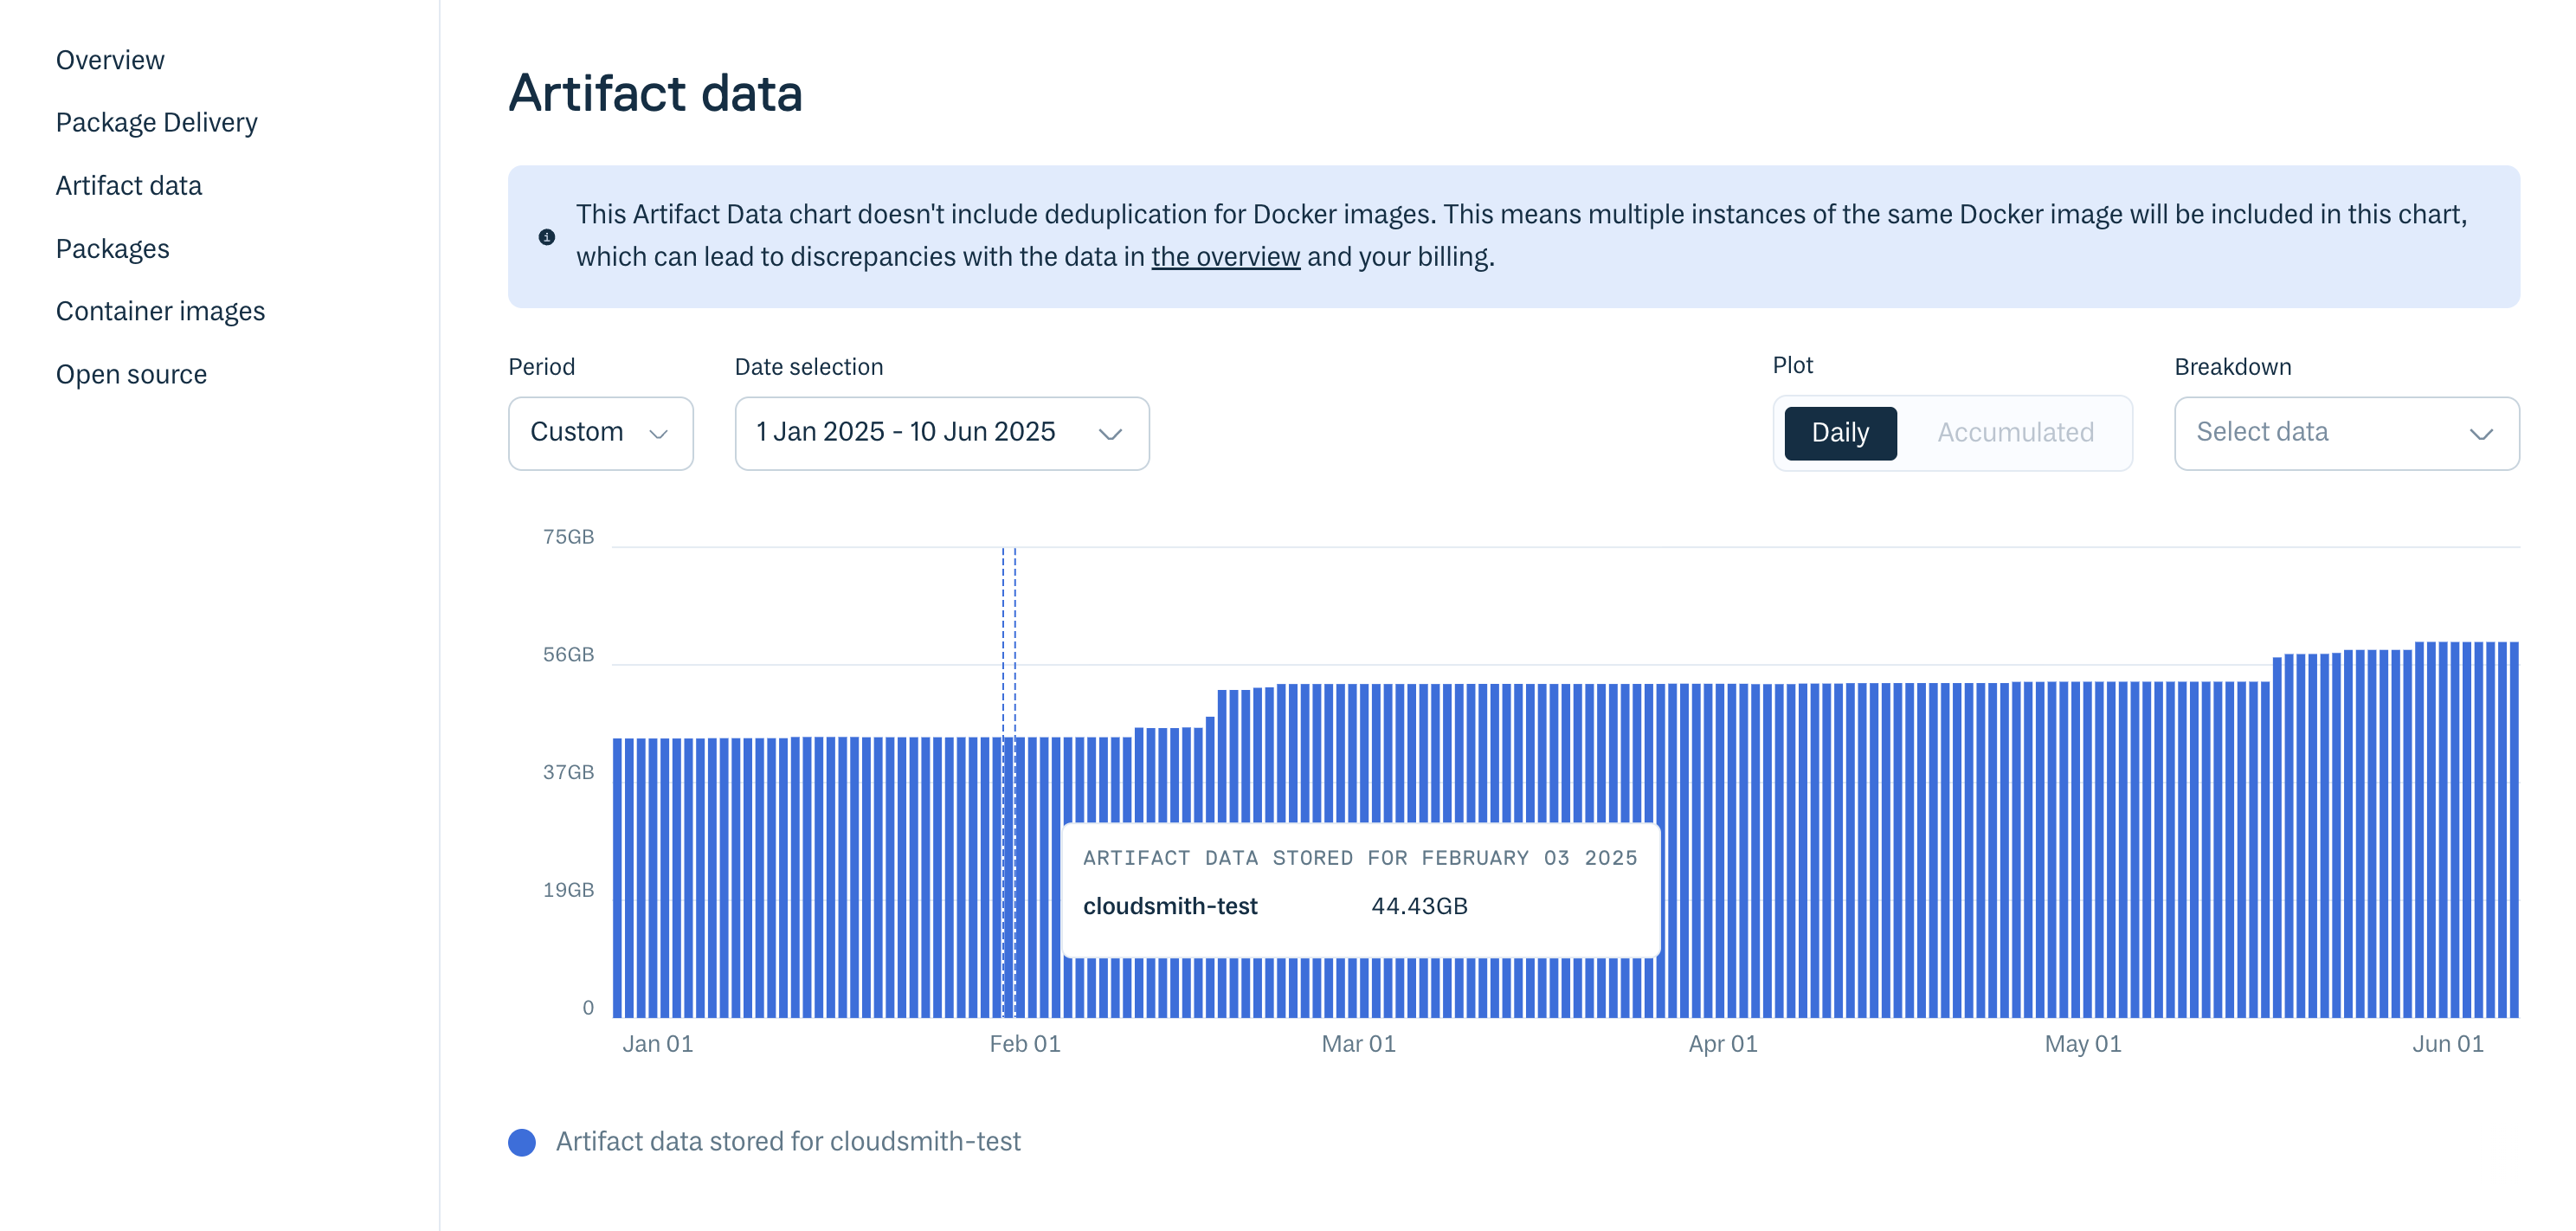 Overview
Package Delivery
Artifact data
Packages
Container images
Open source
Artifact data
This Artifact Data chart doesn't include deduplication for Docker images. This means multiple instances of the same Docker image will be included in this chart,
which can lead to discrepancies with the data in the overview and your billing.
Period
Date selection
Plot
Breakdown
Custom
1 Jan 2025 - 10 Jun 2025
Daily
Accumulated
Select data
75GB
56GB
37GB
19GB
0
ARTIFACT DATA STORED FOR FEBRUARY 03 2025
cloudsmith-test 44.43GB
Jan 01
Feb 01
Mar 01
Apr 01
May 01
Jun 01
Artifact data stored for cloudsmith-test